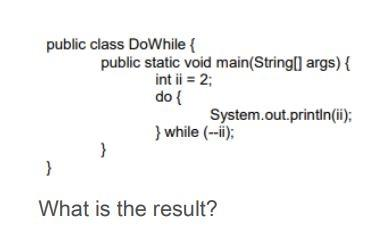 public class DoWhile {
public static void main(String[] args) {
int ii = 2;
do {
System.out.println(ii);
} while (--ii);
}
}
What is the result?